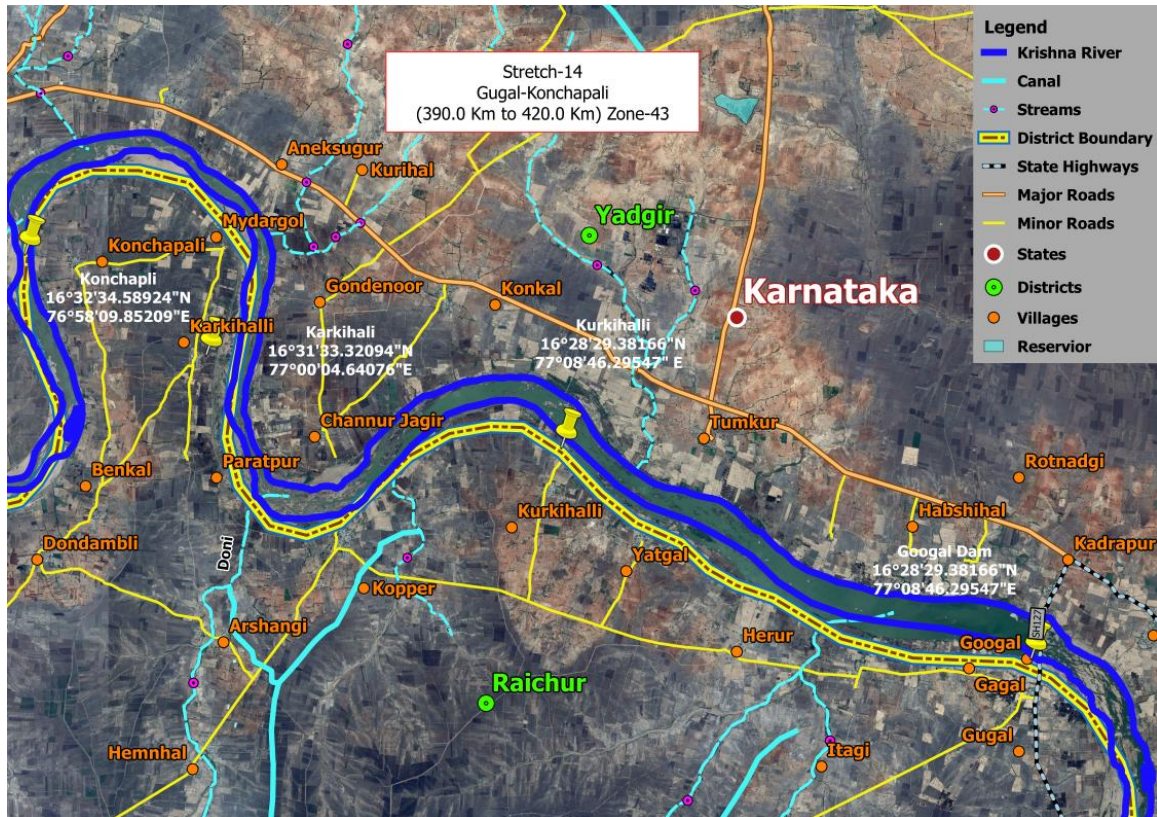 Stretch-14
Gugal-Konchapali
(390.0 Km to 420.0 Km) Zone-43
Legend
Krishna River
Canal
Streams
District Boundary
State Highways
Major Roads
Minor Roads
States
Districts
Villages
Reservior
Aneksugur
Kurihal
Mydargol
Yadgir
Konchapali
Konchapli
16°32'34.58924"N
76°58'09.85209"E
Gondenoor
Konkal
Karnataka
Karkihalli
Karkihali
16°31'33.32094"N
77°00'04.64076"E
Kurkihalli
16°28'29.38166"N
77°08'46.29547" E
Channur Jagir
Tumkur
Benkal
Paratpur
Rotnadgi
Kurkihalli
Habshihal
Dondambli
Doni
Yatgal
Googal Dam
16°28'29.38166"N
77°08'46.29547"E
Kadrapur
Kopper
Arshangi
Herur
SH127
Googal
Gagal
Raichur
Gugal
Hemnhal
Itagi